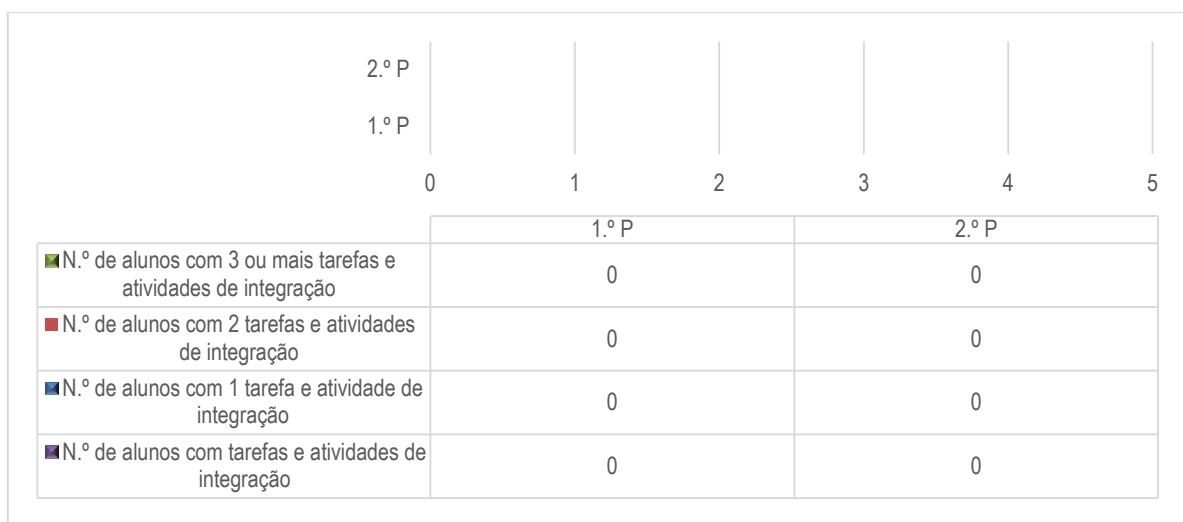 2.º P
1.º P
0 1 2 3 4 5
1.º P 2.º P
N.º de alunos com 3 ou mais tarefas e
atividades de integração
0 0
N.º de alunos com 2 tarefas e atividades
de integração
0 0
N.º de alunos com 1 tarefa e atividade de
integração
0 0
N.º de alunos com tarefas e atividades de
integração
0 0